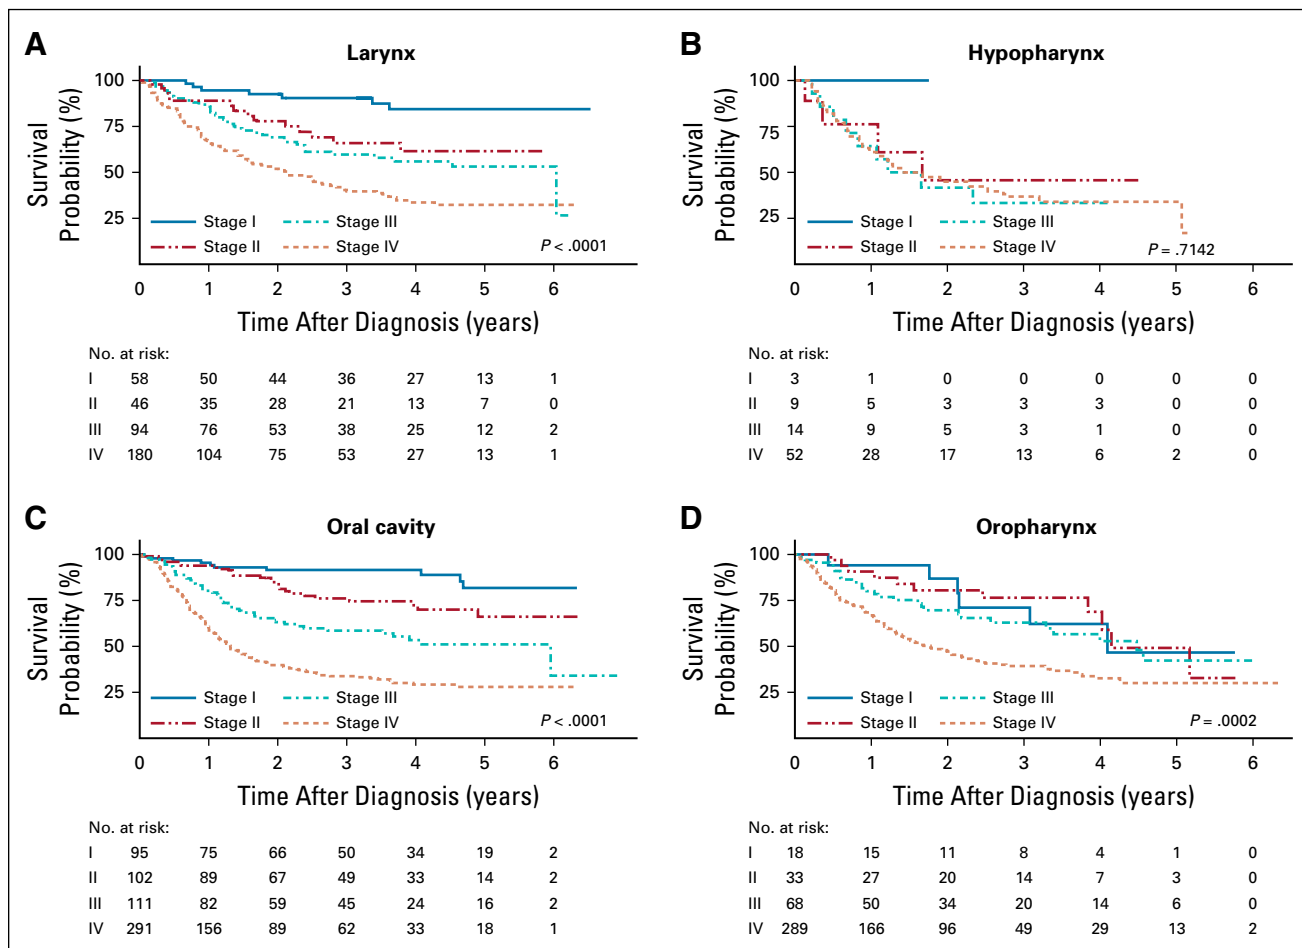 A
Larynx
Survival
Probability (%)
100
75
50
25
Stage I
Stage II
Stage III
Stage IV
P < .0001
0 1 2 3 4 5 6
Time After Diagnosis (years)
No. at risk:
I 58 50 44 36 27 13 1
II 46 35 28 21 13 7 0
III 94 76 53 38 25 12 2
IV 180 104 75 53 27 13 1
B
Hypopharynx
Survival
Probability (%)
100
75
50
25
Stage I
Stage II
Stage III
Stage IV
P = .7142
0 1 2 3 4 5 6
Time After Diagnosis (years)
No. at risk:
I 3 1 0 0 0 0 0
II 9 5 3 3 3 0 0
III 14 9 5 3 1 0 0
IV 52 28 17 13 6 2 0
C
Oral cavity
Survival
Probability (%)
100
75
50
25
Stage I
Stage II
Stage III
Stage IV
P < .0001
0 1 2 3 4 5 6
Time After Diagnosis (years)
No. at risk:
I 95 75 66 50 34 19 2
II 102 89 67 49 33 14 2
III 111 82 59 45 24 16 2
IV 291 156 89 62 33 18 1
D
Oropharynx
Survival
Probability (%)
100
75
50
25
Stage I
Stage II
Stage III
Stage IV
P = .0002
0 1 2 3 4 5 6
Time After Diagnosis (years)
No. at risk:
I 18 15 11 8 4 1 0
II 33 27 20 14 7 3 0
III 68 50 34 20 14 6 0
IV 289 166 96 49 29 13 2